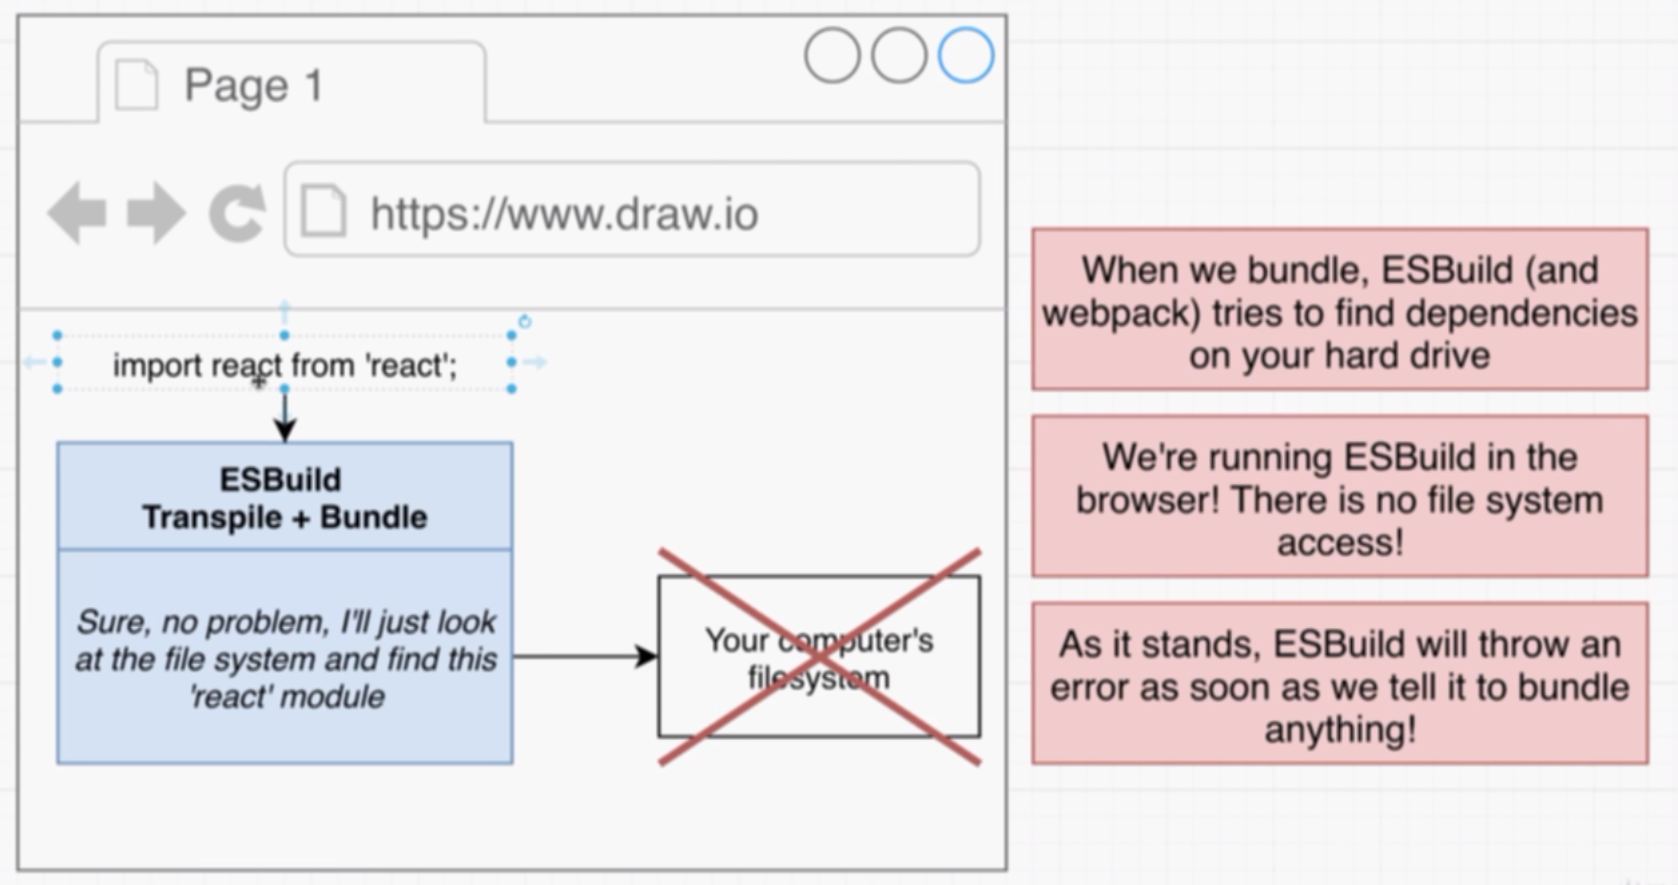 Page 1
https://www.draw.io
import react from 'react';
ESBuild
Transpile + Bundle
Sure, no problem, I'll just look
at the file system and find this
'react' module
Your computer's
filesystem
When we bundle, ESBuild (and
webpack) tries to find dependencies
on your hard drive
We're running ESBuild in the
browser! There is no file system
access!
As it stands, ESBuild will throw an
error as soon as we tell it to bundle
anything!